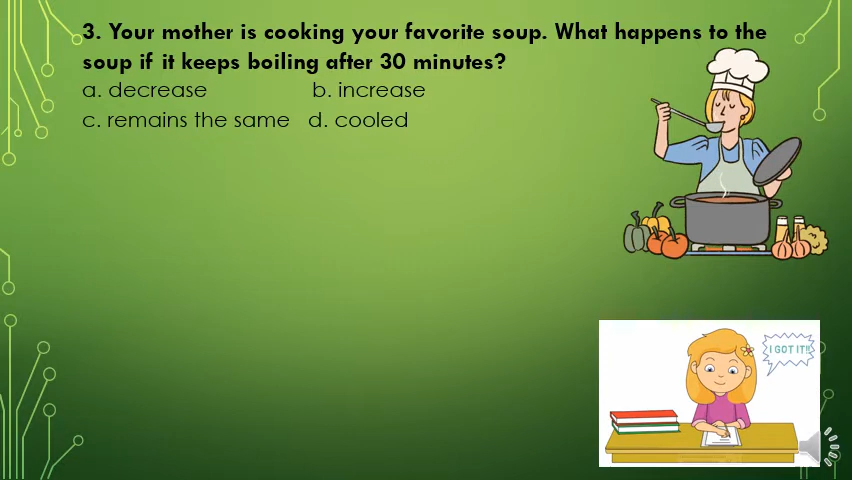 3. Your mother is cooking your favorite soup. What happens to the
soup if it keeps boiling after 30 minutes?
a. decrease b. increase
c. remains the same d. cooled
I GOT IT!!